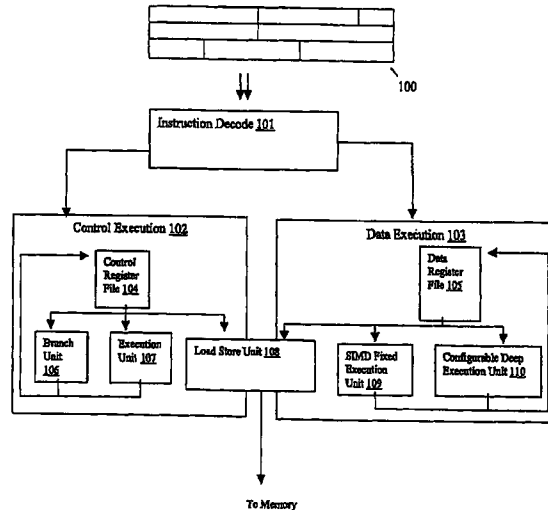 100
Instruction Decode 101
Control Execution 102
Data Execution 103
Control
Register
File 104
Data
Register
File 105
Branch
Unit
106
Execution
Unit 107
Load Store Unit 108
SIMD Fixed
Execution
Unit 109
Configurable Deep
Execution Unit 110
To Memory